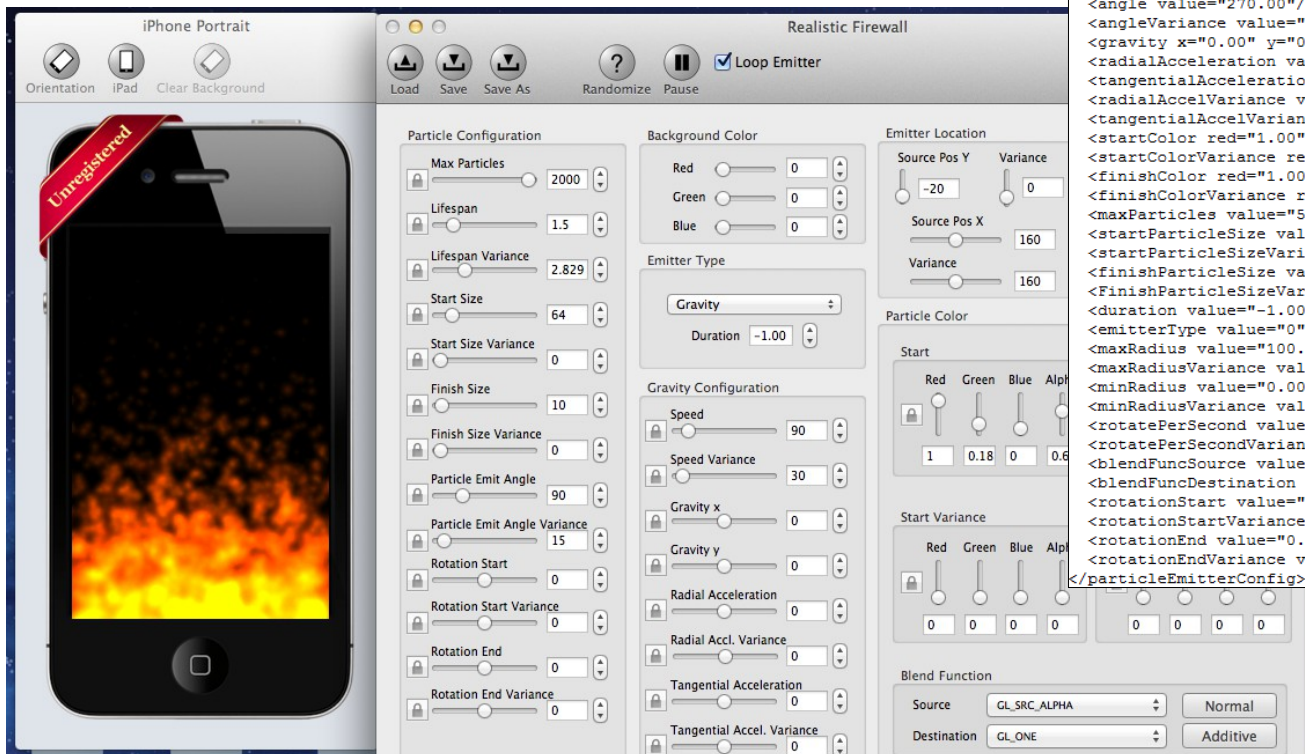 iPhone Portrait
Orientation iPad Clear Background
Unregistered
Realistic Firewall
Load Save Save As Randomize Pause Loop Emitter
Particle Configuration
Max Particles
2000
Lifespan
1.5
Lifespan Variance
2.829
Start Size
64
Start Size Variance
0
Finish Size
10
Finish Size Variance
0
Particle Emit Angle
90
Particle Emit Angle Variance
15
Rotation Start
0
Rotation Start Variance
0
Rotation End
0
Rotation End Variance
0
Background Color
Red 0
Green 0
Blue 0
Emitter Type
Gravity
Duration -1.00
Gravity Configuration
Speed
90
Speed Variance
30
Gravity x
0
Gravity y
0
Radial Acceleration
0
Radial Accl. Variance
0
Tangential Acceleration
0
Tangential Accel. Variance
0
Emitter Location
Source Pos Y Variance
-20 0
Source Pos X
160
Variance
160
Particle Color
Start
Red Green Blue Alph
1 0.18 0 0.6
Start Variance
Red Green Blue Alph
0 0 0 0
0 0 0 0
Blend Function
Source GL_SRC_ALPHA Normal
Destination GL_ONE Additive
<angle value="270.00"/
<angleVariance value="
<gravity x="0.00" y="0
<radialAcceleration va
<tangentialAcceleratio
<radialAccelVariance v
<tangentialAccelVarian
<startColor red="1.00"
<startColorVariance re
<finishColor red="1.00
<finishColorVariance r
<maxParticles value="5
<startParticleSize val
<startParticleSizeVari
<finishParticleSize va
<FinishParticleSizeVar
<duration value="-1.00
<emitterType value="0"
<maxRadius value="100.
<maxRadiusVariance val
<minRadius value="0.00
<minRadiusVariance val
<rotatePerSecond value
<rotatePerSecondVarian
<blendFuncSource value
<blendFuncDestination
<rotationStart value="
<rotationStartVariance
<rotationEnd value="0.
<rotationEndVariance v
</particleEmitterConfig>